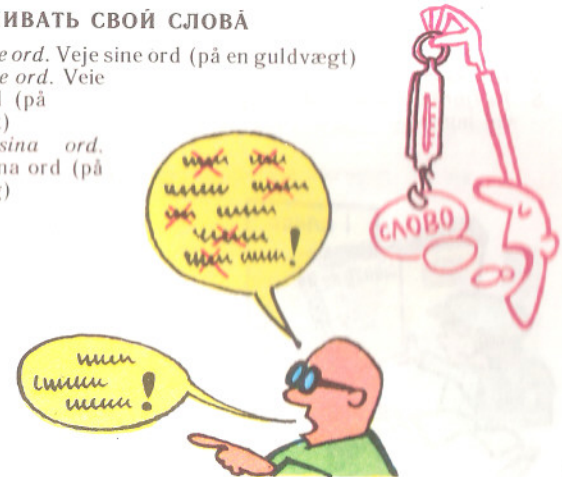 ИВАТЬ СВОЙ СЛОВА́
e ord. Veje sine ord (på en guldvægt)
e ord. Veie
(på
)
sina ord.
na ord (på
g)
СЛОВО
!
!